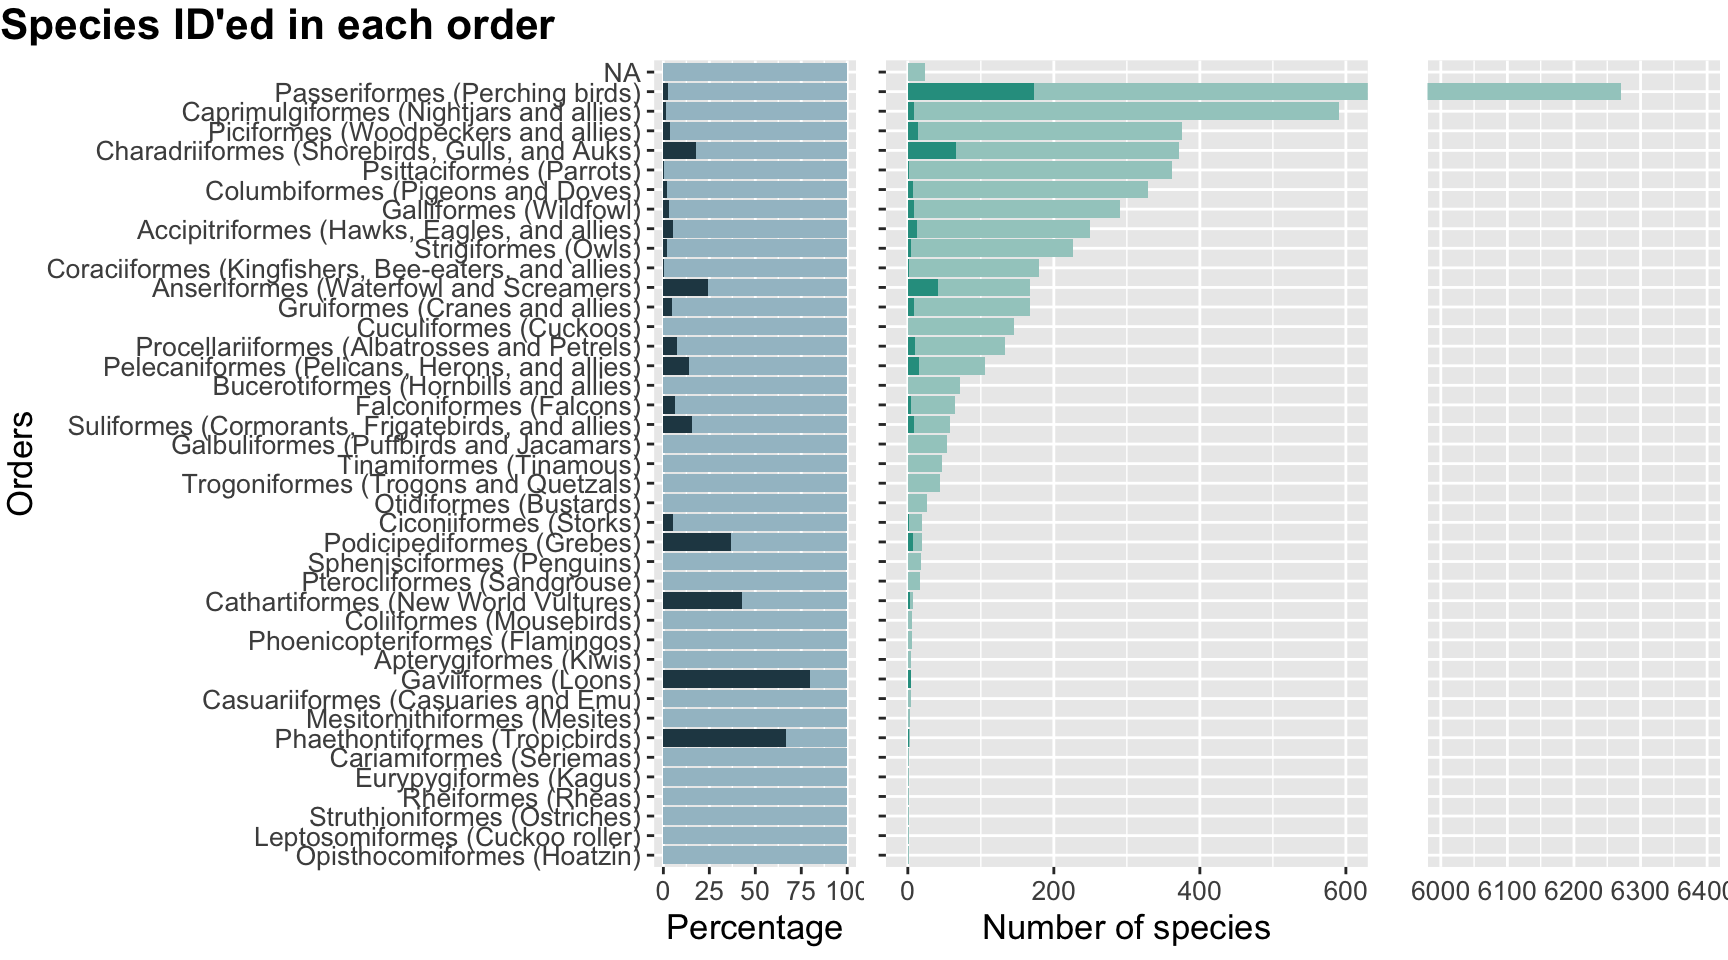 Species ID'ed in each order
Orders
NA
Passeriformes (Perching birds)
Caprimulgiformes (Nightjars and allies)
Piciformes (Woodpeckers and allies)
Charadriiformes (Shorebirds, Gulls, and Auks)
Psittaciformes (Parrots)
Columbiformes (Pigeons and Doves)
Galliformes (Wildfowl)
Accipitriformes (Hawks, Eagles, and allies)
Strigiformes (Owls)
Coraciiformes (Kingfishers, Bee-eaters, and allies)
Anseriformes (Waterfowl and Screamers)
Gruiformes (Cranes and allies)
Cuculiformes (Cuckoos)
Procellariiformes (Albatrosses and Petrels)
Pelecaniformes (Pelicans, Herons, and allies)
Bucerotiformes (Hornbills and allies)
Falconiformes (Falcons)
Suliformes (Cormorants, Frigatebirds, and allies)
Galbuliformes (Puffbirds and Jacamars)
Tinamiformes (Tinamous)
Trogoniformes (Trogons and Quetzals)
Otidiformes (Bustards)
Ciconiiformes (Storks)
Podicipediformes (Grebes)
Sphenisciformes (Penguins)
Pterocliformes (Sandgrouse)
Cathartiformes (New World Vultures)
Coliiformes (Mousebirds)
Phoenicopteriformes (Flamingos)
Apterygiformes (Kiwis)
Gaviiformes (Loons)
Casuariiformes (Casuaries and Emu)
Mesitornithiformes (Mesites)
Phaethontiformes (Tropicbirds)
Cariamiformes (Seriemas)
Eurypygiformes (Kagus)
Rheiformes (Rheas)
Struthioniformes (Ostriches)
Leptosomiformes (Cuckoo roller)
Opisthocomiformes (Hoatzin)
0 25 50 75 100
Percentage
0 200 400 600
Number of species
6000 6100 6200 6300 6400